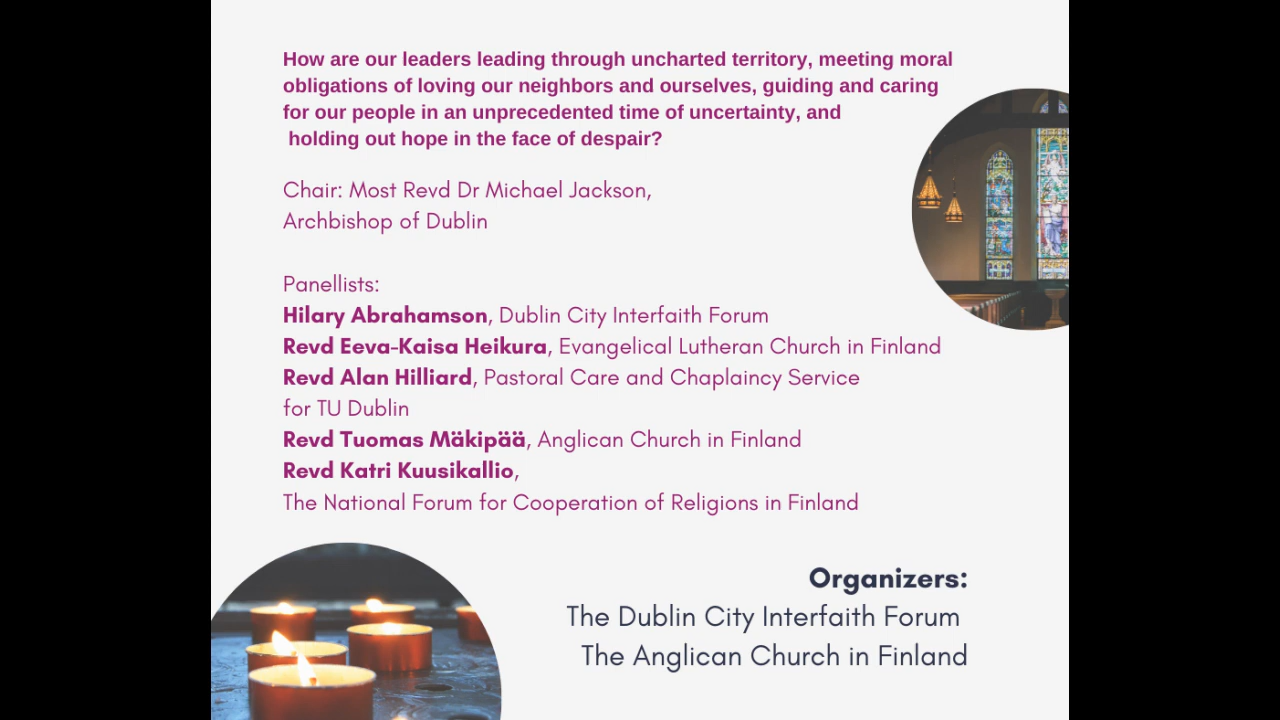 How are our leaders leading through uncharted territory, meeting moral
obligations of loving our neighbors and ourselves, guiding and caring
for our people in an unprecedented time of uncertainty, and
holding out hope in the face of despair?
Chair: Most Revd Dr Michael Jackson,
Archbishop of Dublin
Panellists:
Hilary Abrahamson, Dublin City Interfaith Forum
Revd Eeva-Kaisa Heikura, Evangelical Lutheran Church in Finland
Revd Alan Hilliard, Pastoral Care and Chaplaincy Service
for TU Dublin
Revd Tuomas Mäkipää, Anglican Church in Finland
Revd Katri Kuusikallio,
The National Forum for Cooperation of Religions in Finland
Organizers:
The Dublin City Interfaith Forum
The Anglican Church in Finland